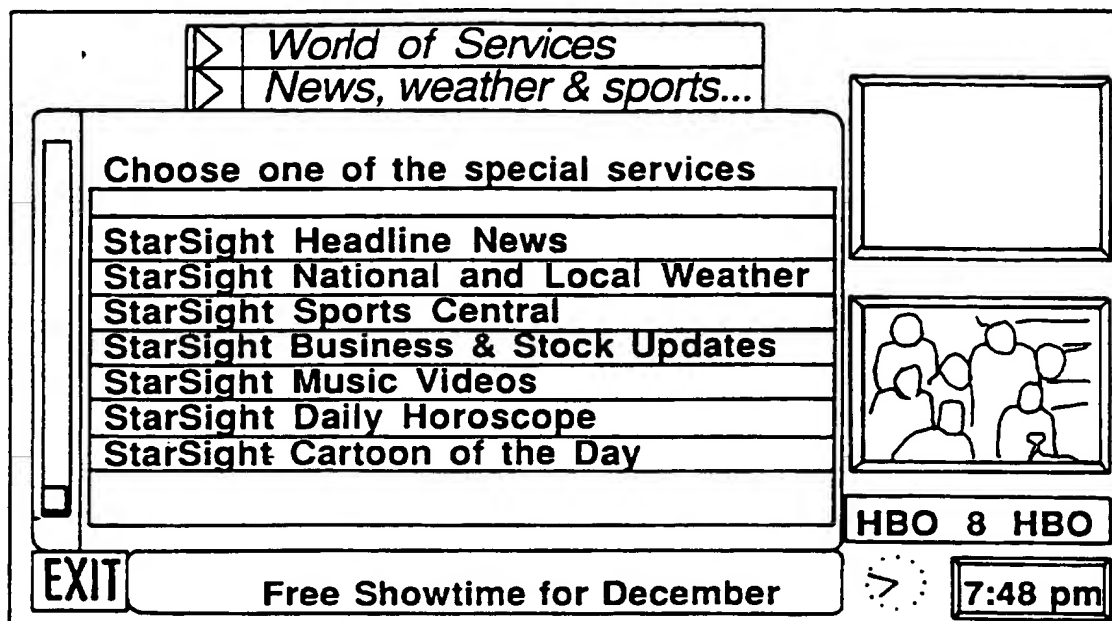 World of Services
News, weather & sports...
Choose one of the special services
StarSight Headline News
StarSight National and Local Weather
StarSight Sports Central
StarSight Business & Stock Updates
StarSight Music Videos
StarSight Daily Horoscope
StarSight Cartoon of the Day
HBO 8 HBO
EXIT
Free Showtime for December
7:48 pm